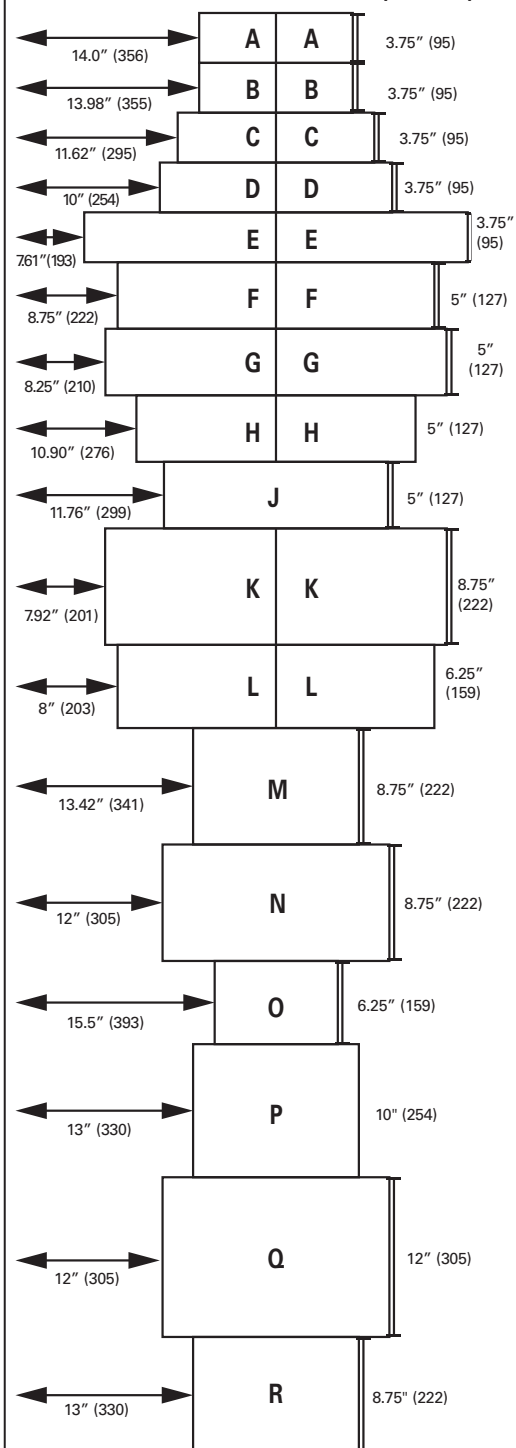 A A 3.75" (95)
14.0" (356)
B B 3.75" (95)
13.98" (355)
C C 3.75" (95)
11.62" (295)
D D 3.75" (95)
10" (254)
E E 3.75" (95)
7.61" (193)
F F 5" (127)
8.75" (222)
G G 5" (127)
8.25" (210)
H H 5" (127)
10.90" (276)
J 5" (127)
11.76" (299)
K K 8.75" (222)
7.92" (201)
L L 6.25" (159)
8" (203)
M 8.75" (222)
13.42" (341)
N 8.75" (222)
12" (305)
O 6.25" (159)
15.5" (393)
P 10" (254)
13" (330)
Q 12" (305)
12" (305)
R 8.75" (222)
13" (330)